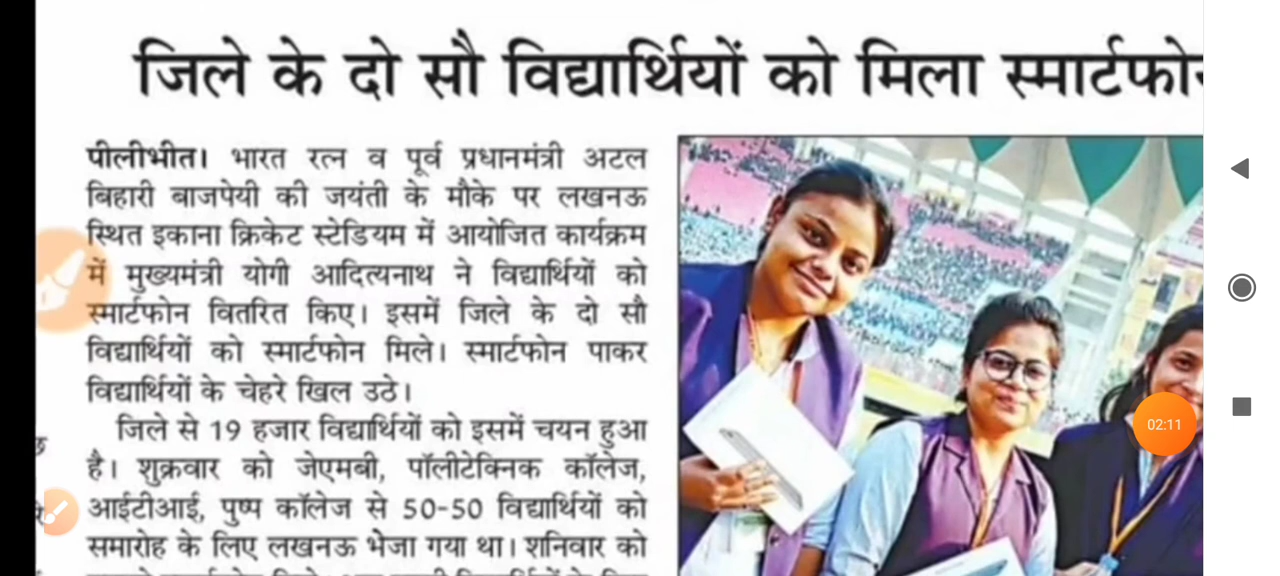 जिले के दो सौ विद्यार्थियों को मिला स्मार्टफोन
पीलीभीत। भारत रत्न व पूर्व प्रधानमंत्री अटल
बिहारी बाजपेयी की जयंती के मौके पर लखनऊ
स्थित इकाना क्रिकेट स्टेडियम में आयोजित कार्यक्रम
में मुख्यमंत्री योगी आदित्यनाथ ने विद्यार्थियों को
स्मार्टफोन वितरित किए। इसमें जिले के दो सौ
विद्यार्थियों को स्मार्टफोन मिले। स्मार्टफोन पाकर
विद्यार्थियों के चेहरे खिल उठे।
जिले से 19 हजार विद्यार्थियों को इसमें चयन हुआ
है। शुक्रवार को जेएमबी, पॉलीटेक्निक कॉलेज,
आईटीआई, पुष्प कॉलेज से 50-50 विद्यार्थियों को
समारोह के लिए लखनऊ भेजा गया था। शनिवार को
02:11